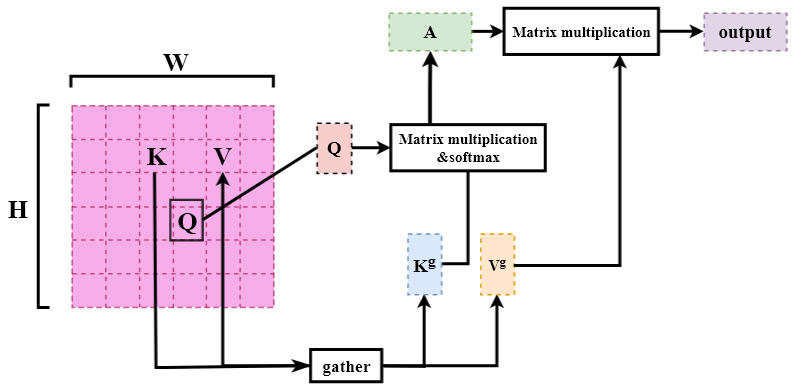 A
Matrix multiplication
output
W
H
K
V
Q
Q
Matrix multiplication
&softmax
Kg
Vg
gather